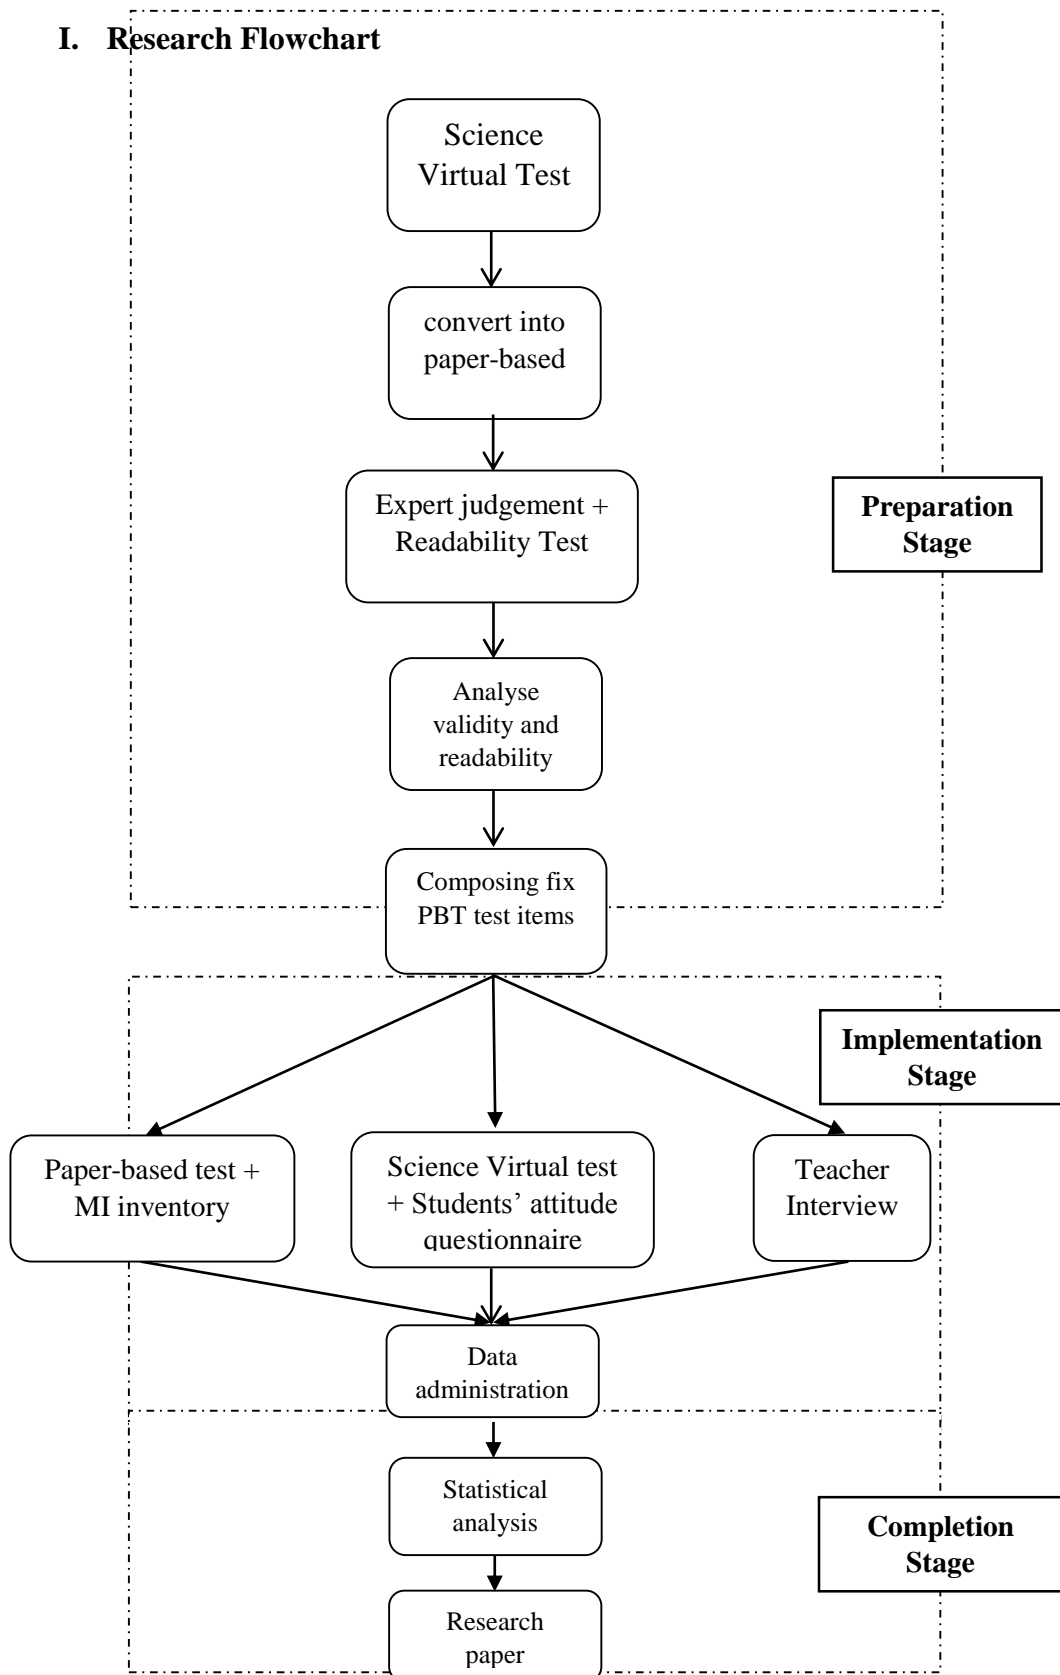 I. Research Flowchart
Science
Virtual Test
convert into
paper-based
Expert judgement +
Readability Test
Preparation
Stage
Analyse
validity and
readability
Composing fix
PBT test items
Implementation
Stage
Paper-based test +
MI inventory
Science Virtual test
+ Students’ attitude
questionnaire
Teacher
Interview
Data
administration
Statistical
analysis
Completion
Stage
Research
paper